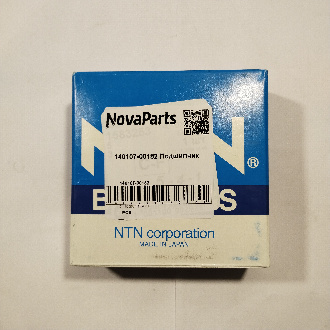 NovaParts
140107-00152 Подшипник
N N ®
B S
NTN corporation
MADE IN JAPAN